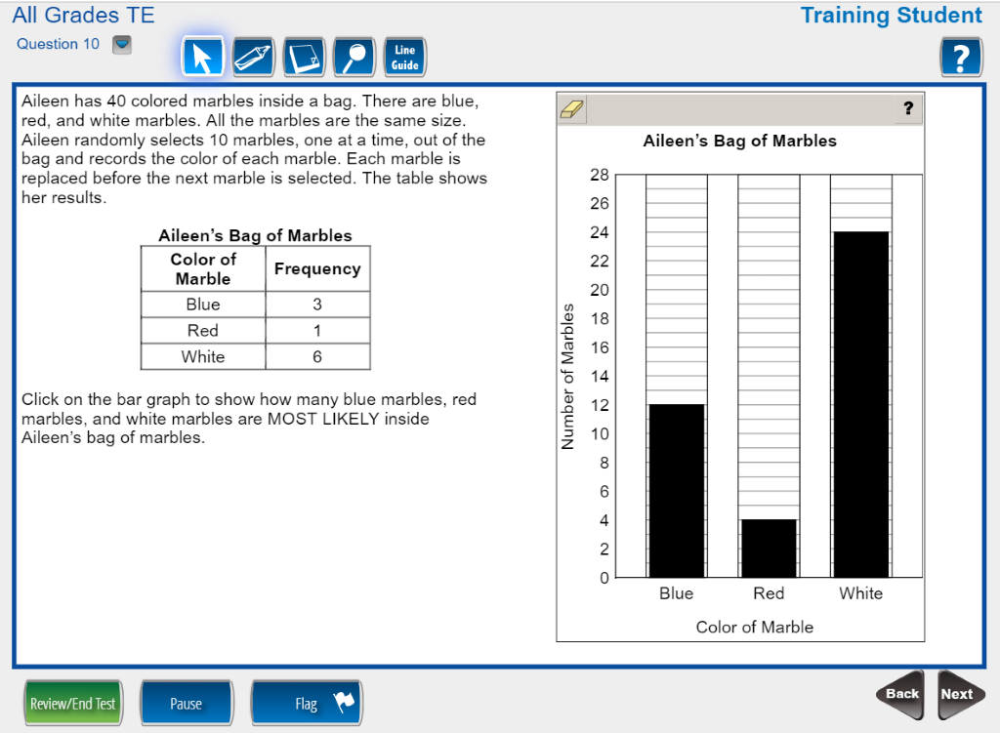 All Grades TE
Training Student
Question 10
Line
Guide
?
Aileen has 40 colored marbles inside a bag. There are blue,
red, and white marbles. All the marbles are the same size.
Aileen randomly selects 10 marbles, one at a time, out of the
bag and records the color of each marble. Each marble is
replaced before the next marble is selected. The table shows
her results.
Aileen's Bag of Marbles
Color of Marble Frequency
Blue 3
Red 1
White 6
Click on the bar graph to show how many blue marbles, red
marbles, and white marbles are MOST LIKELY inside
Aileen's bag of marbles.
?
Aileen's Bag of Marbles
Number of Marbles
28
26
24
22
20
18
16
14
12
10
8
6
4
2
0
Blue Red White
Color of Marble
Review/End Test
Pause
Flag
Back
Next